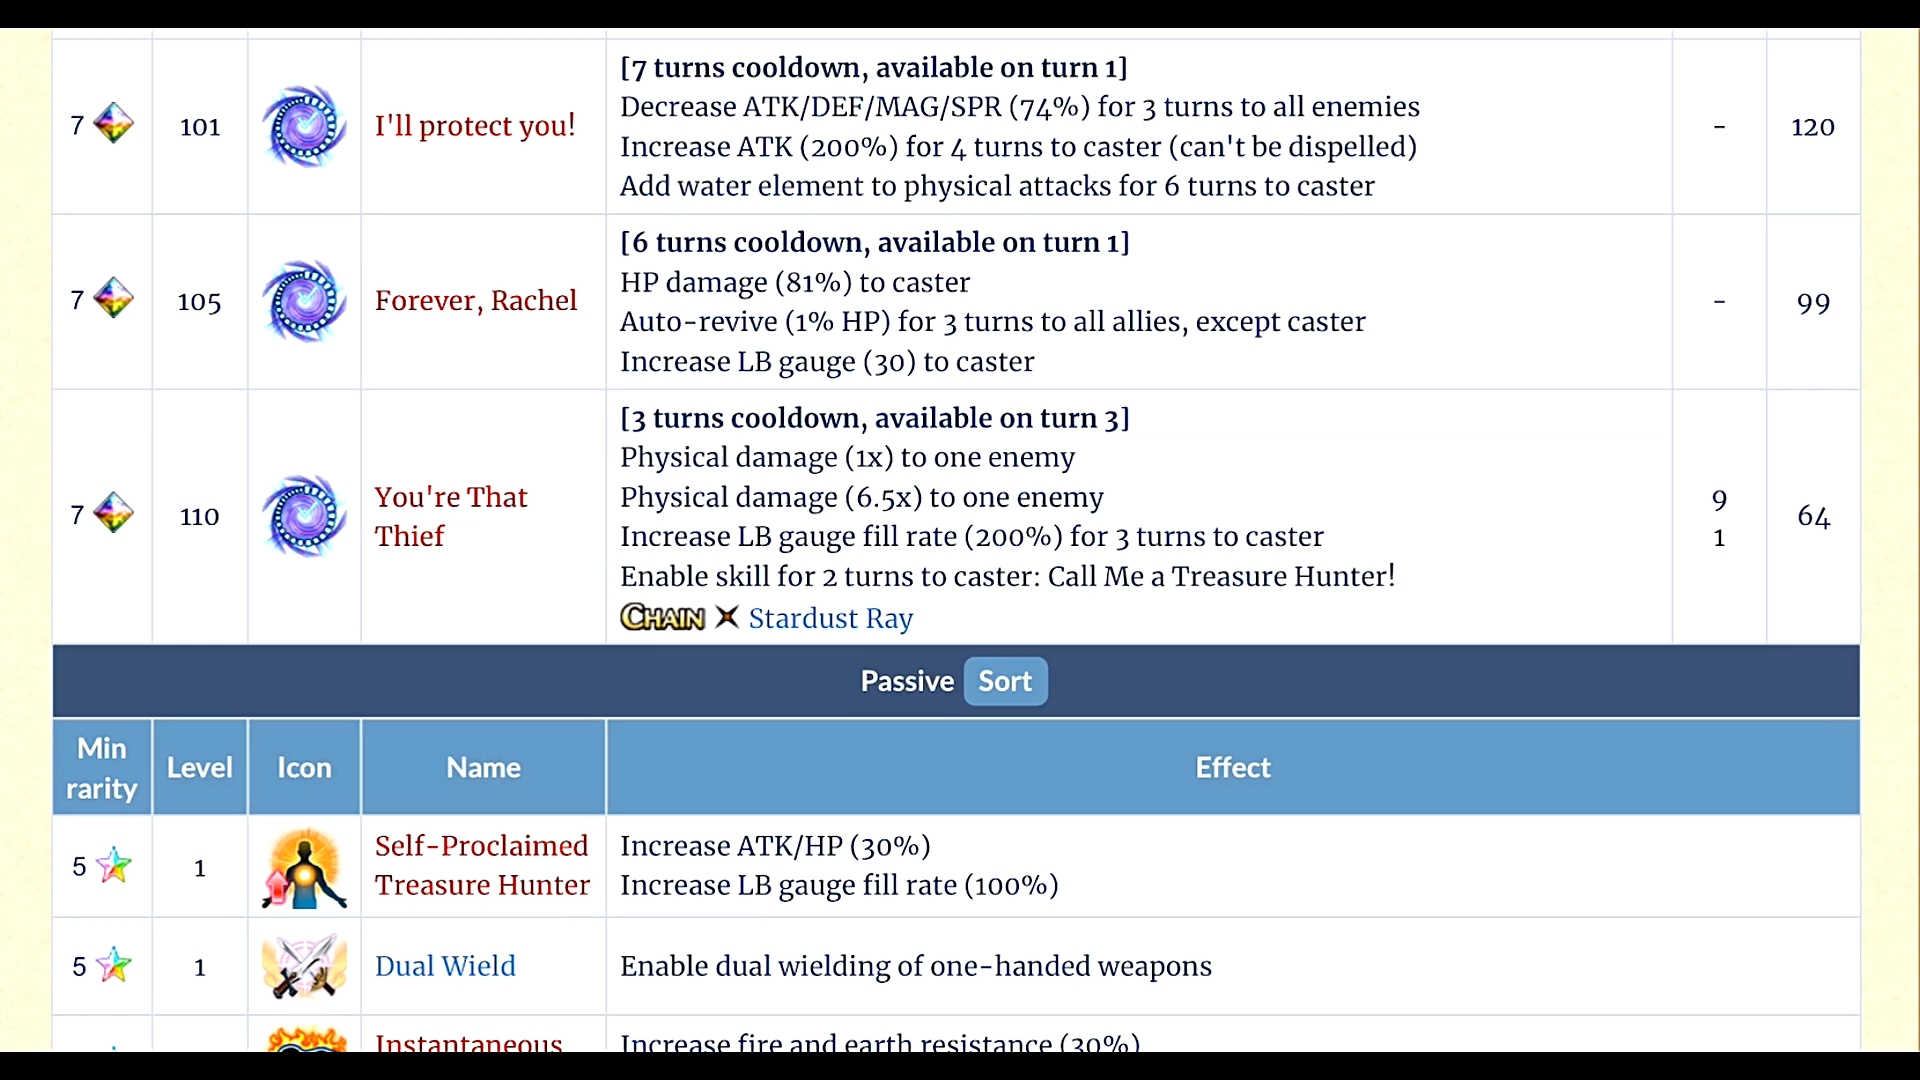 [7 turns cooldown, available on turn 1]
Decrease ATK/DEF/MAG/SPR (74%) for 3 turns to all enemies
7 101 I'll protect you! - 120
Increase ATK (200%) for 4 turns to caster (can't be dispelled)
Add water element to physical attacks for 6 turns to caster
[6 turns cooldown, available on turn 1]
HP damage (81%) to caster
7 105 Forever, Rachel - 99
Auto-revive (1% HP) for 3 turns to all allies, except caster
Increase LB gauge (30) to caster
[3 turns cooldown, available on turn 3]
Physical damage (1x) to one enemy
You're That Physical damage (6.5x) to one enemy 9
7 110 64
Thief Increase LB gauge fill rate (200%) for 3 turns to caster 1
Enable skill for 2 turns to caster: Call Me a Treasure Hunter!
CHAIN Stardust Ray
Passive Sort
Min rarity Level Icon Name Effect
Self-Proclaimed Increase ATK/HP (30%)
5 1
Treasure Hunter Increase LB gauge fill rate (100%)
5 1 Dual Wield Enable dual wielding of one-handed weapons
Instantaneous Increase fire and earth resistance (30%)